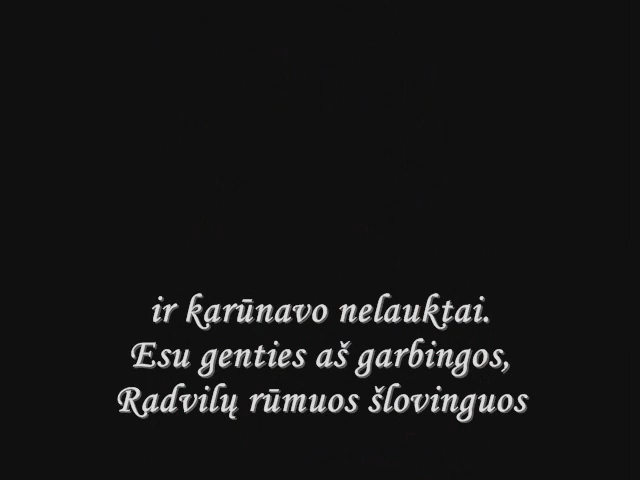 ir karūnavo nelauktai.
Esu genties aš garbingos,
Radvilų rūmuos šlovinguos